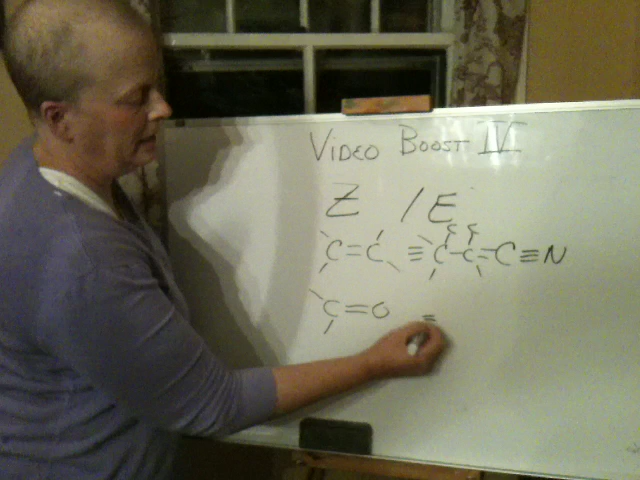 VIDEO BOOST IV
Z / E
C C
C=C ≡ C-C-C≡N
C=O =